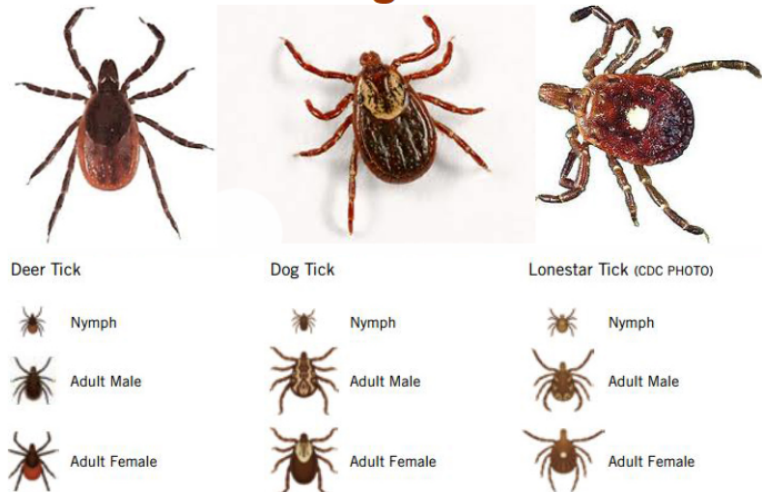 Deer Tick
Dog Tick
Lonestar Tick (CDC PHOTO)
Nymph
Nymph
Nymph
Adult Male
Adult Male
Adult Male
Adult Female
Adult Female
Adult Female